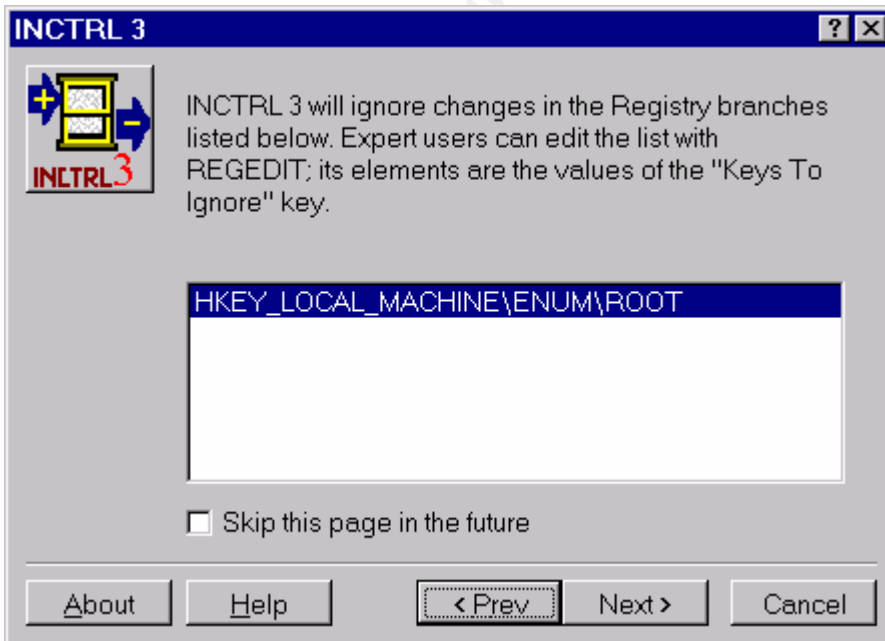 INCTRL 3
? X
+
-
INCTRL3
INCTRL 3 will ignore changes in the Registry branches
listed below. Expert users can edit the list with
REGEDIT; its elements are the values of the "Keys To
Ignore" key.
HKEY_LOCAL_MACHINE\ENUM\ROOT
Skip this page in the future
About Help < Prev Next > Cancel